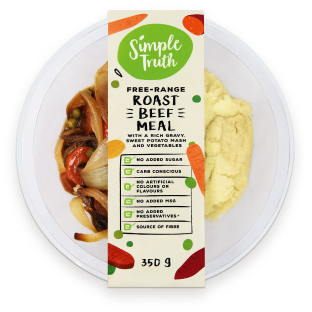 Simple
Truth
FREE-RANGE
ROAST
BEEF
MEAL
WITH A RICH GRAVY,
SWEET POTATO MASH
AND VEGETABLES
NO ADDED SUGAR
CARB CONSCIOUS
NO ARTIFICIAL
COLOURS OR
FLAVOURS
NO ADDED MSG
NO ADDED
PRESERVATIVES*
SOURCE OF FIBRE
350 g